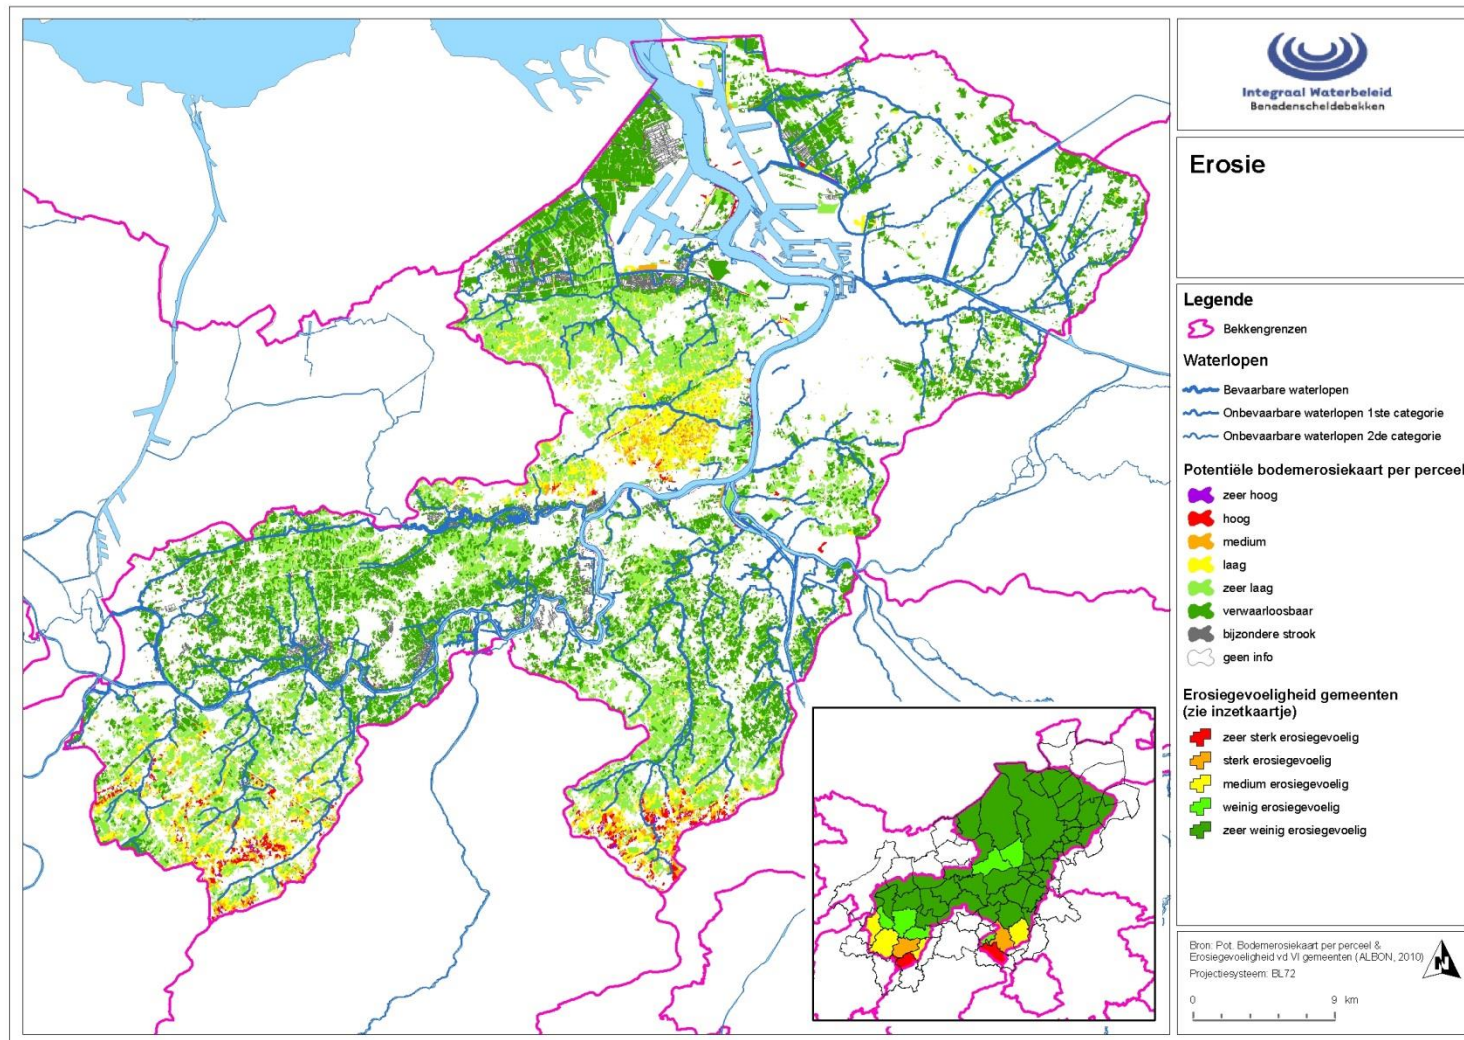 Integraal Waterbeleid
Benedenscheldebekken
Erosie
Legende
Bekkengrenzen
Waterlopen
Bevaarbare waterlopen
Onbevaarbare waterlopen 1ste categorie
Onbevaarbare waterlopen 2de categorie
Potentiële bodemerosiekaart per perceel
zeer hoog
hoog
medium
laag
zeer laag
verwaarloosbaar
bijzondere strook
geen info
Erosiegevoeligheid gemeenten
(zie inzetkaartje)
zeer sterk erosiegevoelig
sterk erosiegevoelig
medium erosiegevoelig
weinig erosiegevoelig
zeer weinig erosiegevoelig
Bron: Pot. Bodemerosiekaart per perceel &
Erosiegevoeligheid vd Vl gemeenten (ALBON, 2010)
Projectiesysteem: BL72
N
0 9 km